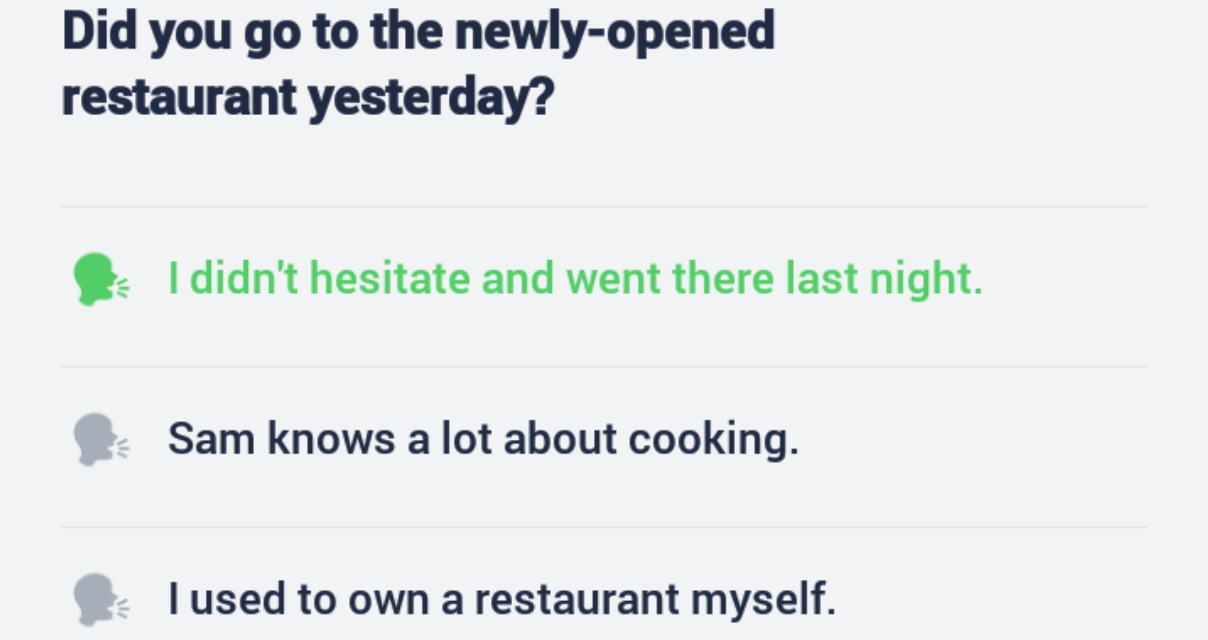 Did you go to the newly-opened
restaurant yesterday?
I didn't hesitate and went there last night.
Sam knows a lot about cooking.
I used to own a restaurant myself.